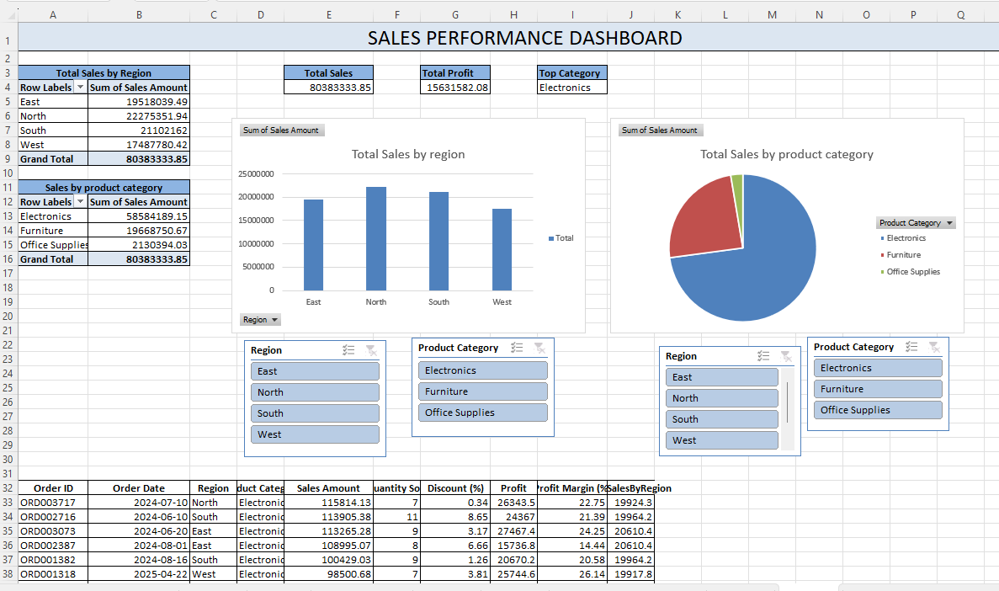 A B C D E F G H I J K L M N O P Q
1 SALES PERFORMANCE DASHBOARD
2
3 Total Sales by Region Total Sales Total Profit Top Category
4 Row Labels Sum of Sales Amount 80383333.85 15631582.08 Electronics
5 East 19518039.49
6 North 22275351.94
7 South 21102162
8 West 17487780.42
9 Grand Total 80383333.85
10
11 Sales by product category
12 Row Labels Sum of Sales Amount
13 Electronics 58584189.15
14 Furniture 19668750.67
15 Office Supplies 2130394.03
16 Grand Total 80383333.85
17
18
19
20
21
22
23
24
25
26
27
28
29
30
31
Sum of Sales Amount
Total Sales by region
25000000
20000000
15000000
10000000
5000000
0
East North South West
Total
Region
Sum of Sales Amount
Total Sales by product category
Product Category
Electronics
Furniture
Office Supplies
Region
East
North
South
West
Product Category
Electronics
Furniture
Office Supplies
Region
East
North
South
West
Product Category
Electronics
Furniture
Office Supplies
32 Order ID Order Date Region duct Categ Sales Amount uantity So Discount (%) Profit Profit Margin (% SalesByRegion
33 ORD003717 2024-07-10 North Electronic 115814.13 7 0.34 26343.5 22.75 19924.3
34 ORD002716 2024-06-10 South Electronic 113905.38 11 8.65 24367 21.39 19964.2
35 ORD003073 2024-06-20 East Electronic 113265.28 9 3.17 27467.4 24.25 20610.4
36 ORD002387 2024-08-01 East Electronic 108995.07 8 6.66 15736.8 14.44 20610.4
37 ORD001382 2024-08-16 South Electronic 100429.03 9 1.26 20670.2 20.58 19964.2
38 ORD001318 2025-04-22 West Electronic 98500.68 7 3.81 25744.6 26.14 19917.8